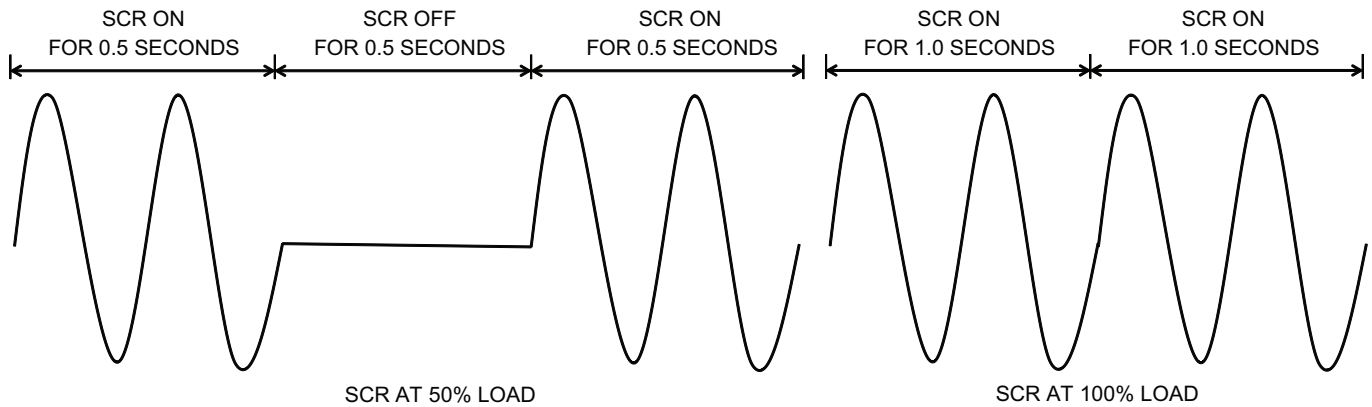 SCR ON
FOR 0.5 SECONDS
SCR OFF
FOR 0.5 SECONDS
SCR ON
FOR 0.5 SECONDS
SCR ON
FOR 1.0 SECONDS
SCR ON
FOR 1.0 SECONDS
SCR AT 50% LOAD
SCR AT 100% LOAD